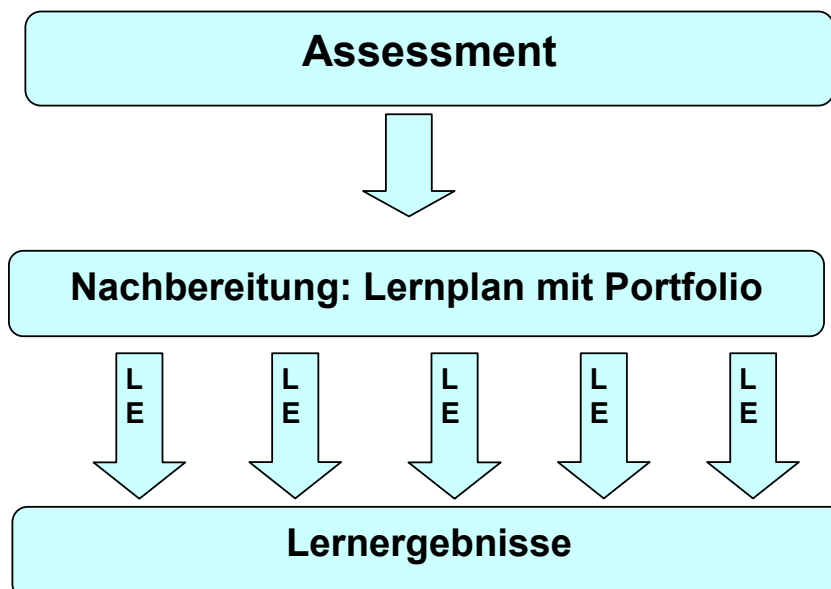 Assessment
Nachbereitung: Lernplan mit Portfolio
L L L L L
E E E E E
Lernergebnisse